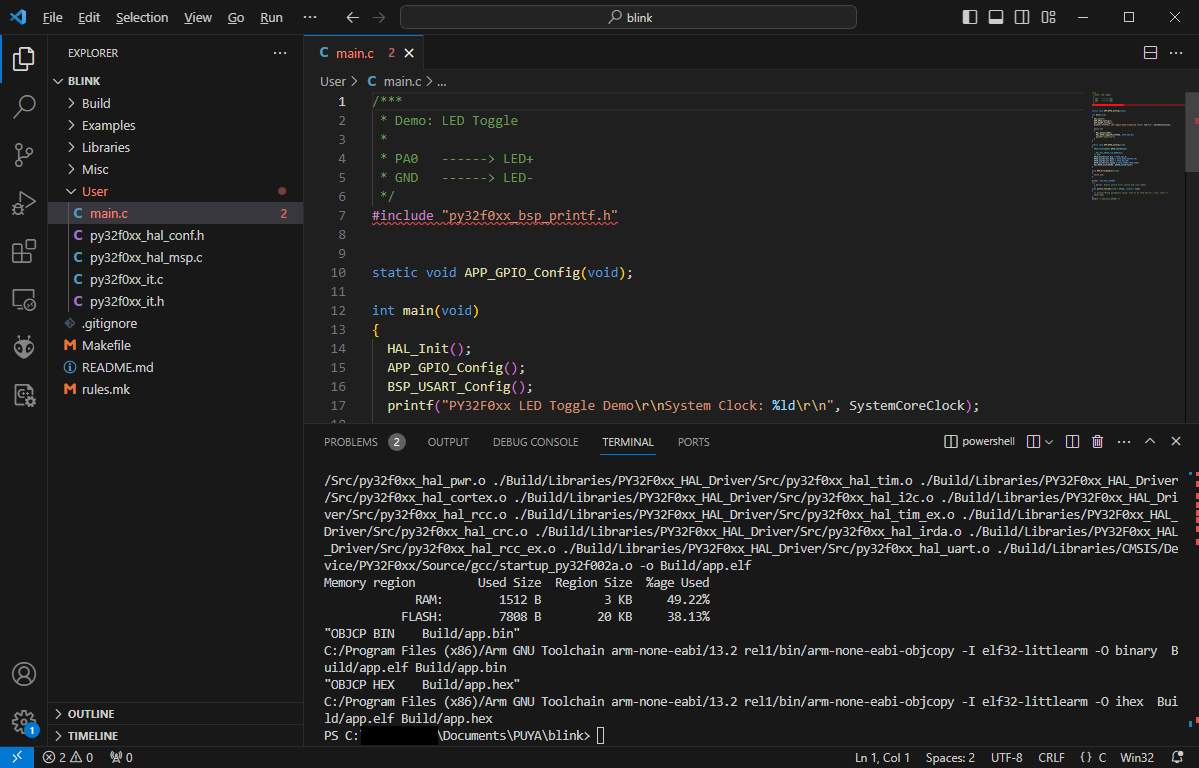 File Edit Selection View Go Run ··· blink
EXPLORER ···
BLINK
Build
Examples
Libraries
Misc
User
C main.c 2
C py32f0xx_hal_conf.h
C py32f0xx_hal_msp.c
C py32f0xx_it.c
C py32f0xx_it.h
.gitignore
M Makefile
README.md
M rules.mk
OUTLINE
TIMELINE
C main.c 2
User > C main.c > ...
1 /***
2 * Demo: LED Toggle
3 *
4 * PA0 ------> LED+
5 * GND ------> LED-
6 */
7 #include "py32f0xx_bsp_printf.h"
8
9
10 static void APP_GPIO_Config(void);
11
12 int main(void)
13 {
14 HAL_Init();
15 APP_GPIO_Config();
16 BSP_USART_Config();
17 printf("PY32F0xx LED Toggle Demo\r\nSystem Clock: %ld\r\n", SystemCoreClock);
PROBLEMS 2 OUTPUT DEBUG CONSOLE TERMINAL PORTS powershell ···
/Src/py32f0xx_hal_pwr.o ./Build/Libraries/PY32F0xx_HAL_Driver/Src/py32f0xx_hal_tim.o ./Build/Libraries/PY32F0xx_HAL_Driver
/Src/py32f0xx_hal_cortex.o ./Build/Libraries/PY32F0xx_HAL_Driver/Src/py32f0xx_hal_i2c.o ./Build/Libraries/PY32F0xx_HAL_Dri
ver/Src/py32f0xx_hal_rcc.o ./Build/Libraries/PY32F0xx_HAL_Driver/Src/py32f0xx_hal_tim_ex.o ./Build/Libraries/PY32F0xx_HAL_
Driver/Src/py32f0xx_hal_crc.o ./Build/Libraries/PY32F0xx_HAL_Driver/Src/py32f0xx_hal_irda.o ./Build/Libraries/PY32F0xx_HAL
_Driver/Src/py32f0xx_hal_rcc_ex.o ./Build/Libraries/PY32F0xx_HAL_Driver/Src/py32f0xx_hal_uart.o ./Build/Libraries/CMSIS/De
vice/PY32F0xx/Source/gcc/startup_py32f002a.o -o Build/app.elf
Memory region Used Size Region Size %age Used
RAM: 1512 B 3 KB 49.22%
FLASH: 7808 B 20 KB 38.13%
"OBJCP BIN Build/app.bin"
C:/Program Files (x86)/Arm GNU Toolchain arm-none-eabi/13.2 rel1/bin/arm-none-eabi-objcopy -I elf32-littlearm -O binary B
uild/app.elf Build/app.bin
"OBJCP HEX Build/app.hex"
C:/Program Files (x86)/Arm GNU Toolchain arm-none-eabi/13.2 rel1/bin/arm-none-eabi-objcopy -I elf32-littlearm -O ihex Bui
ld/app.elf Build/app.hex
PS C:\Documents\PUYA\blink>
1
2 0 0 Ln 1, Col 1 Spaces: 2 UTF-8 CRLF {} C Win32